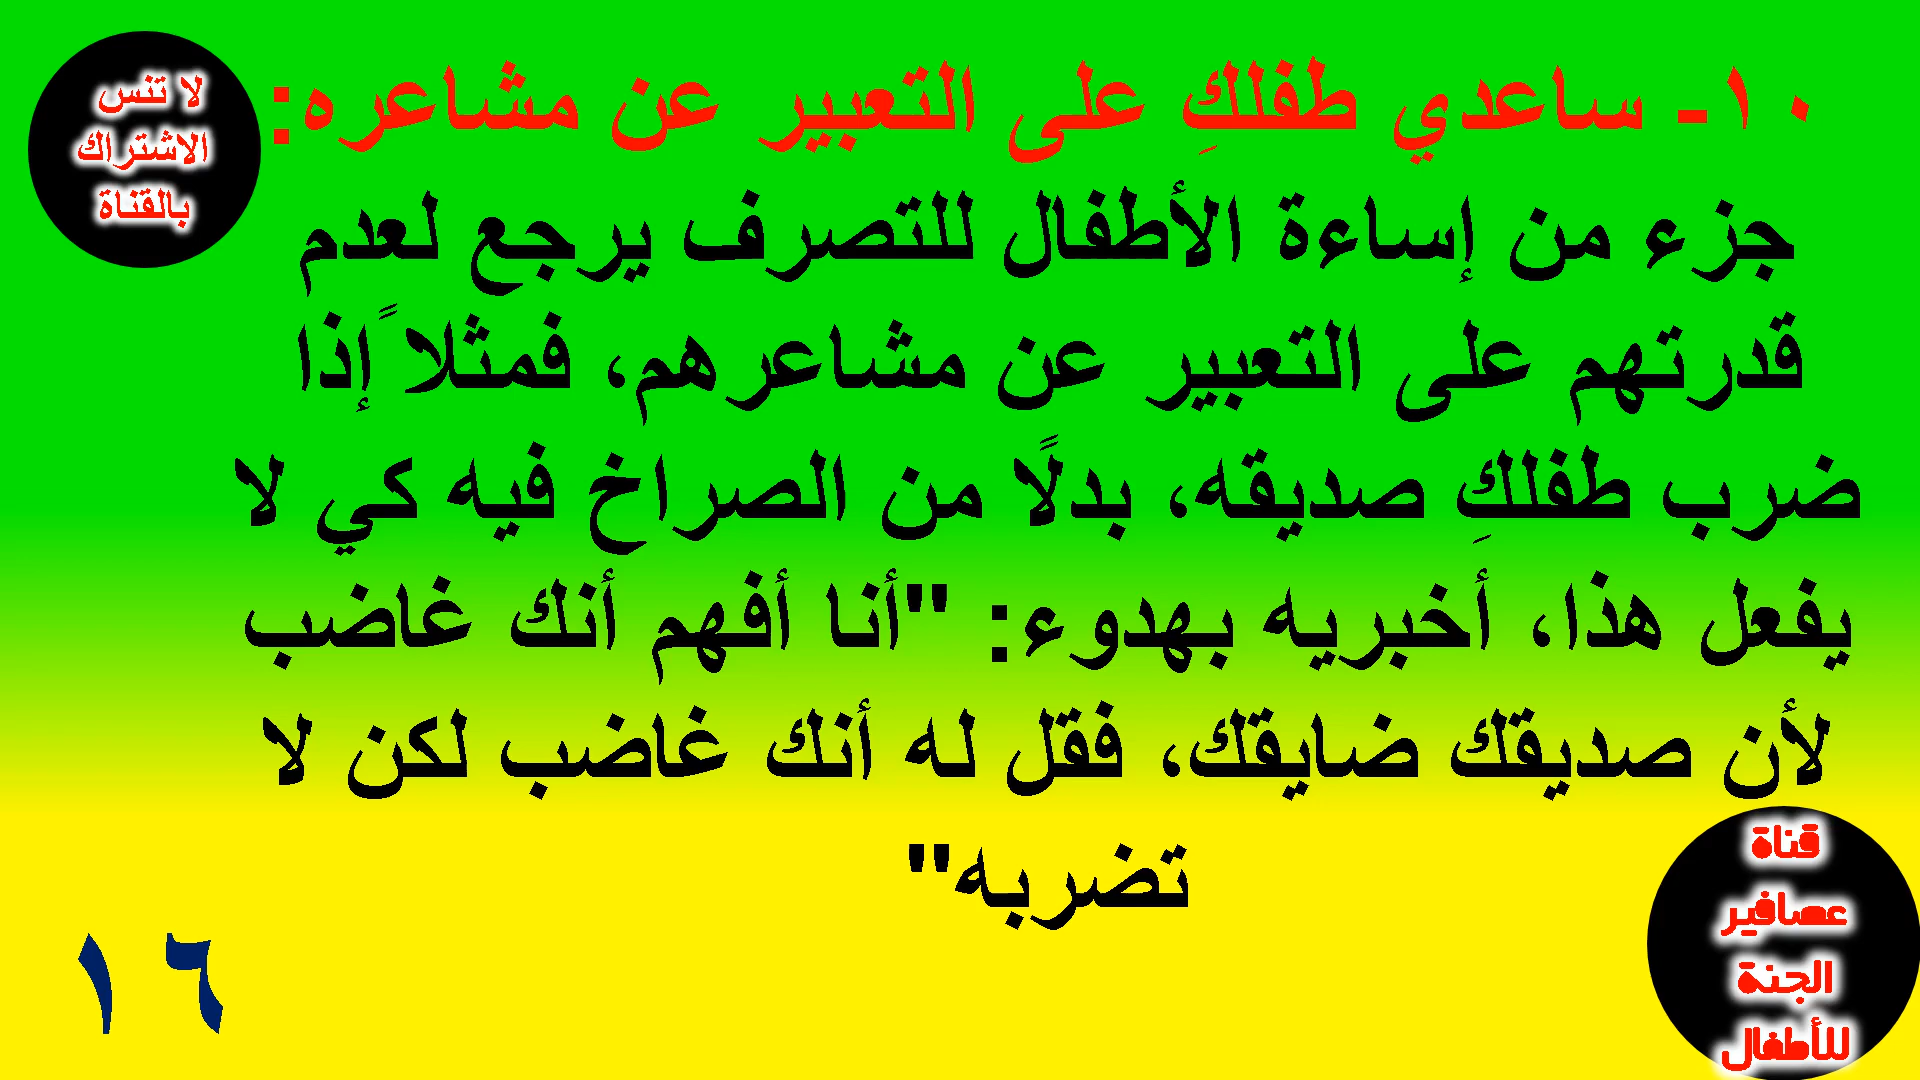 ١٠- ساعدي طفلكِ على التعبير عن مشاعره:
جزء من إساءة الأطفال للتصرف يرجع لعدم
قدرتهم على التعبير عن مشاعرهم، فمثلا ًإذا
ضرب طفلكِ صديقه، بدلًا من الصراخ فيه كي لا
يفعل هذا، أخبريه بهدوء: "أنا أفهم أنك غاضب
لأن صديقك ضايقك، فقل له أنك غاضب لكن لا
تضربه"
لا تنس
الاشتراك
بالقناة
قناة
عصافير
الجنة
للأطفال
١٦